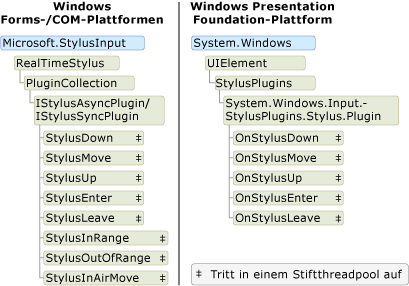 Windows
Forms-/COM-Plattformen
Microsoft.StylusInput
RealTimeStylus
PluginCollection
IStylusAsyncPlugin/
IStylusSyncPlugin
StylusDown ‡
StylusMove ‡
StylusUp ‡
StylusEnter ‡
StylusLeave ‡
StylusInRange ‡
StylusOutOfRange ‡
StylusInAirMove ‡
Windows Presentation
Foundation-Plattform
System.Windows
UIElement
StylusPlugins
System.Windows.Input.-
StylusPlugins.Stylus.Plugin
OnStylusDown ‡
OnStylusMove ‡
OnStylusUp ‡
OnStylusEnter ‡
OnStylusLeave ‡
‡ Tritt in einem Stiftthreadpool auf